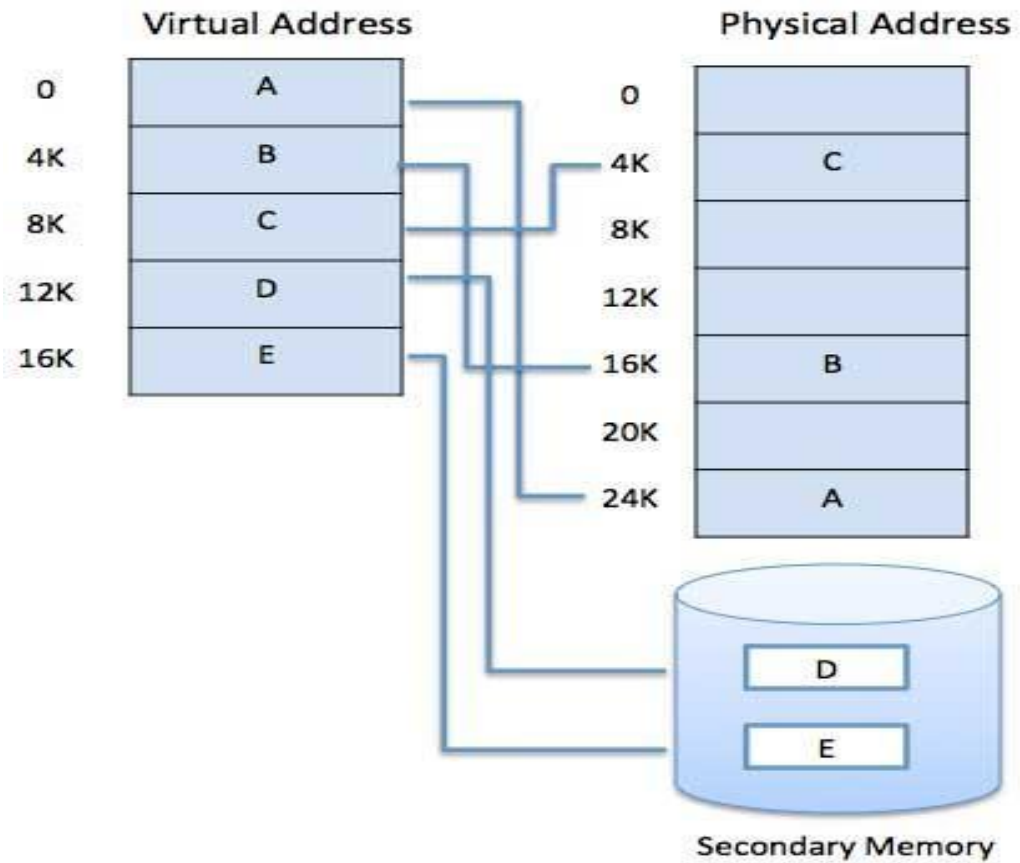 Virtual Address
Physical Address
0
A
4K
B
8K
C
12K
D
16K
E
0
4K
C
8K
12K
16K
B
20K
24K
A
D
E
Secondary Memory